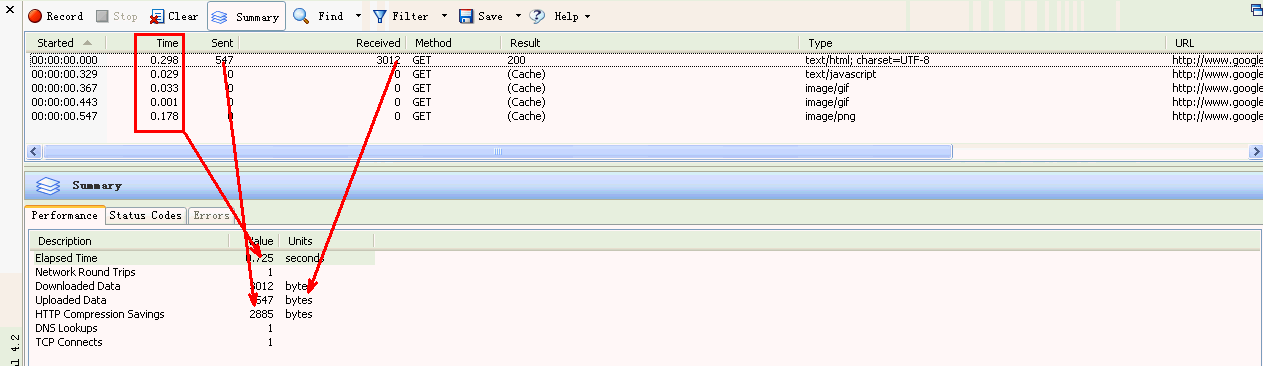 Record Stop Clear Summary Find Filter Save Help
Started Time Sent Received Method Result Type URL
00:00:00.000 0.298 547 3012 GET 200 text/html; charset=UTF-8 http://www.google
00:00:00.329 0.029 0 0 GET (Cache) text/javascript http://www.google
00:00:00.367 0.033 0 0 GET (Cache) image/gif http://www.google
00:00:00.443 0.001 0 0 GET (Cache) image/gif http://www.google
00:00:00.547 0.178 0 0 GET (Cache) image/png http://www.google
Summary
Performance Status Codes Errors
Description Value Units
Elapsed Time 0.725 seconds
Network Round Trips 1
Downloaded Data 3012 bytes
Uploaded Data 547 bytes
HTTP Compression Savings 2885 bytes
DNS Lookups 1
TCP Connects 1
4.2